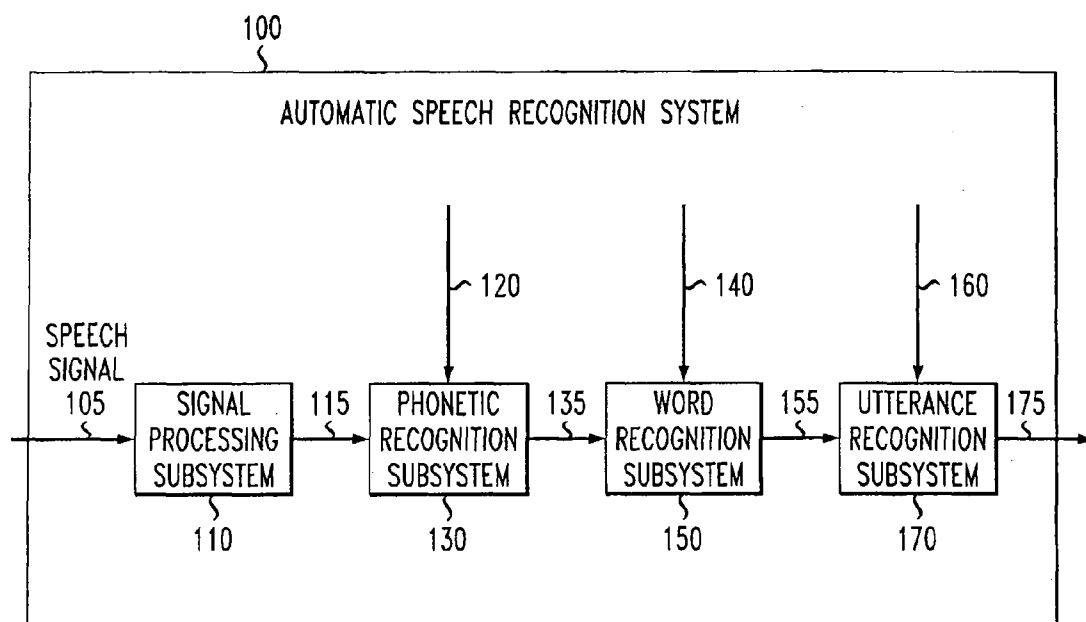 100
AUTOMATIC SPEECH RECOGNITION SYSTEM
120
140
160
SPEECH
SIGNAL
105
SIGNAL
PROCESSING
SUBSYSTEM
110
115
PHONETIC
RECOGNITION
SUBSYSTEM
130
135
WORD
RECOGNITION
SUBSYSTEM
150
155
UTTERANCE
RECOGNITION
SUBSYSTEM
170
175